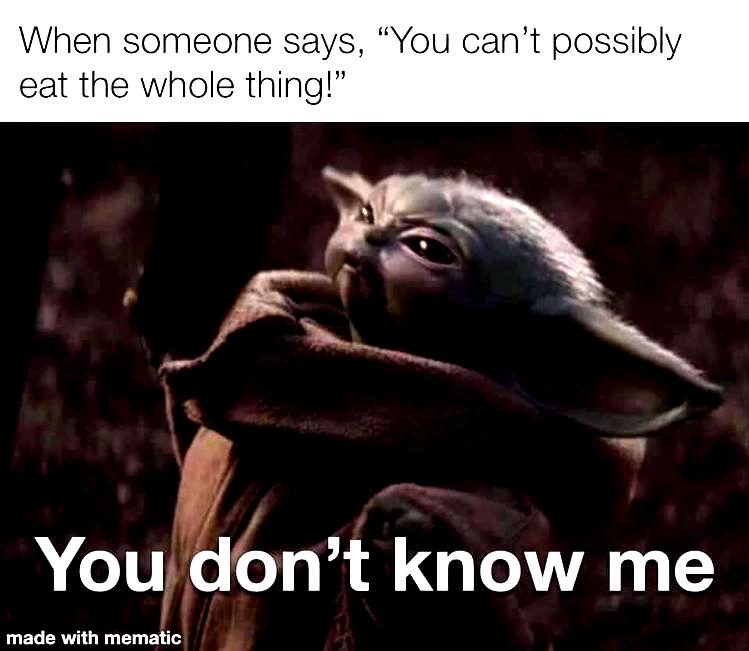 When someone says, “You can’t possibly
eat the whole thing!”
You don’t know me
made with mematic